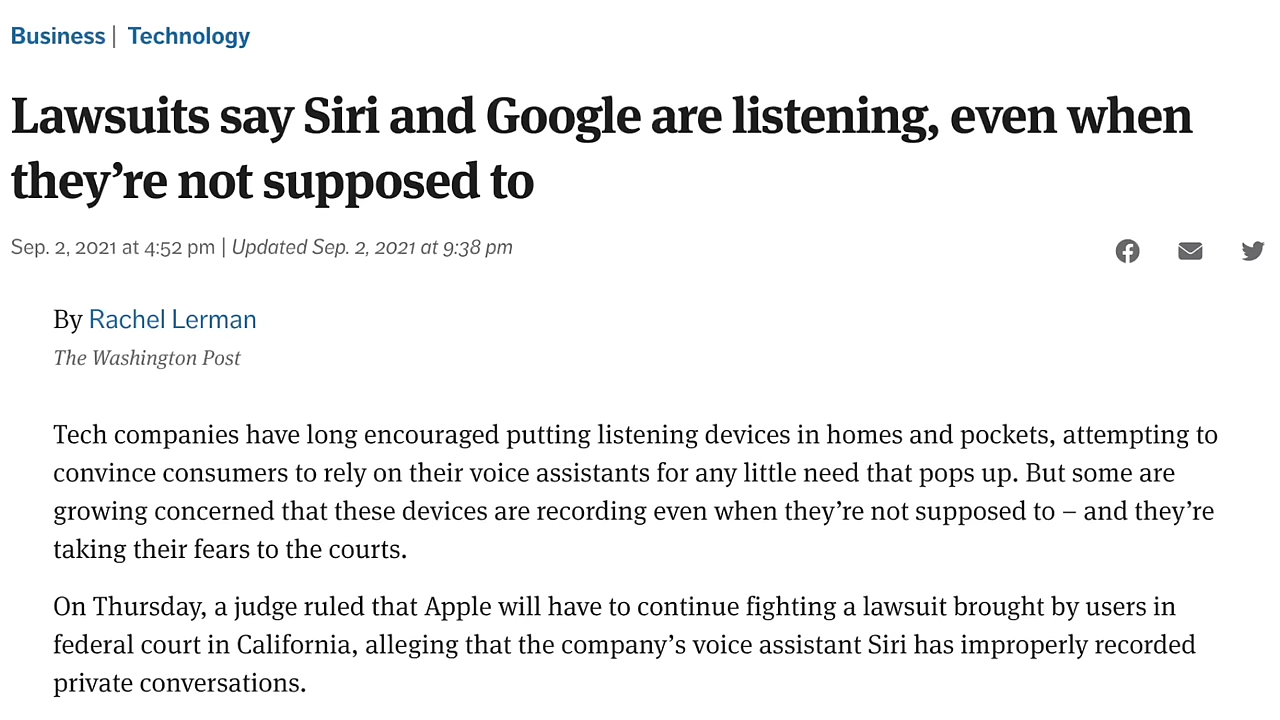 Business | Technology
Lawsuits say Siri and Google are listening, even when
they’re not supposed to
Sep. 2, 2021 at 4:52 pm | Updated Sep. 2, 2021 at 9:38 pm
By Rachel Lerman
The Washington Post
Tech companies have long encouraged putting listening devices in homes and pockets, attempting to
convince consumers to rely on their voice assistants for any little need that pops up. But some are
growing concerned that these devices are recording even when they’re not supposed to – and they’re
taking their fears to the courts.
On Thursday, a judge ruled that Apple will have to continue fighting a lawsuit brought by users in
federal court in California, alleging that the company’s voice assistant Siri has improperly recorded
private conversations.